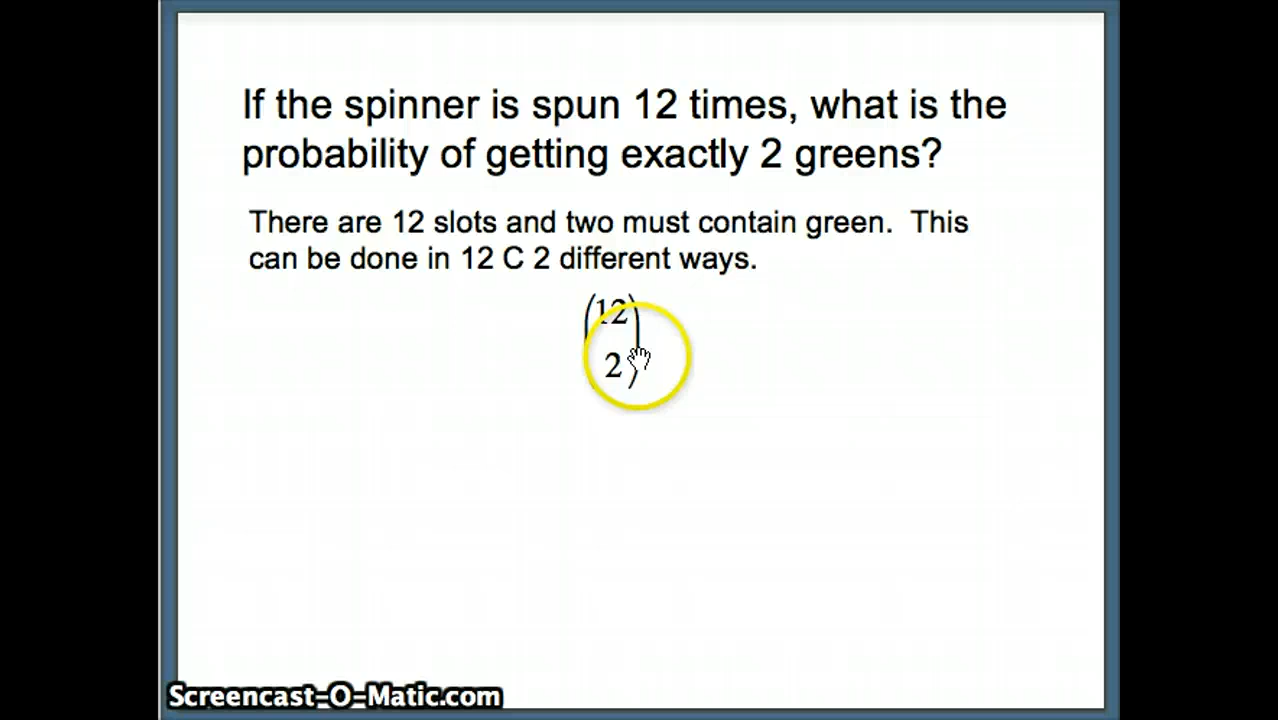 If the spinner is spun 12 times, what is the
probability of getting exactly 2 greens?
There are 12 slots and two must contain green.  This
can be done in 12 C 2 different ways.
(12
2)
Screencast-O-Matic.com